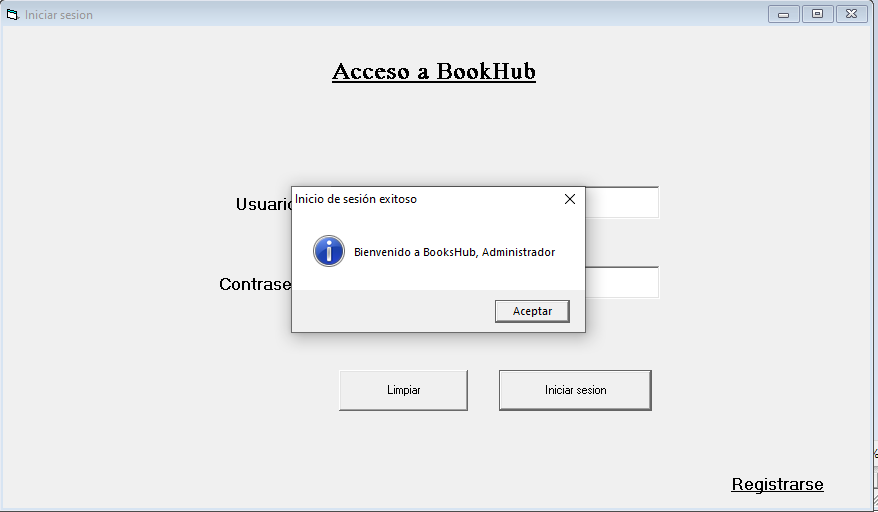 Iniciar sesion
Acceso a BookHub
Usuario
Inicio de sesión exitoso
Bienvenido a BooksHub, Administrador
Contrase
Aceptar
Limpiar
Iniciar sesion
Registrarse